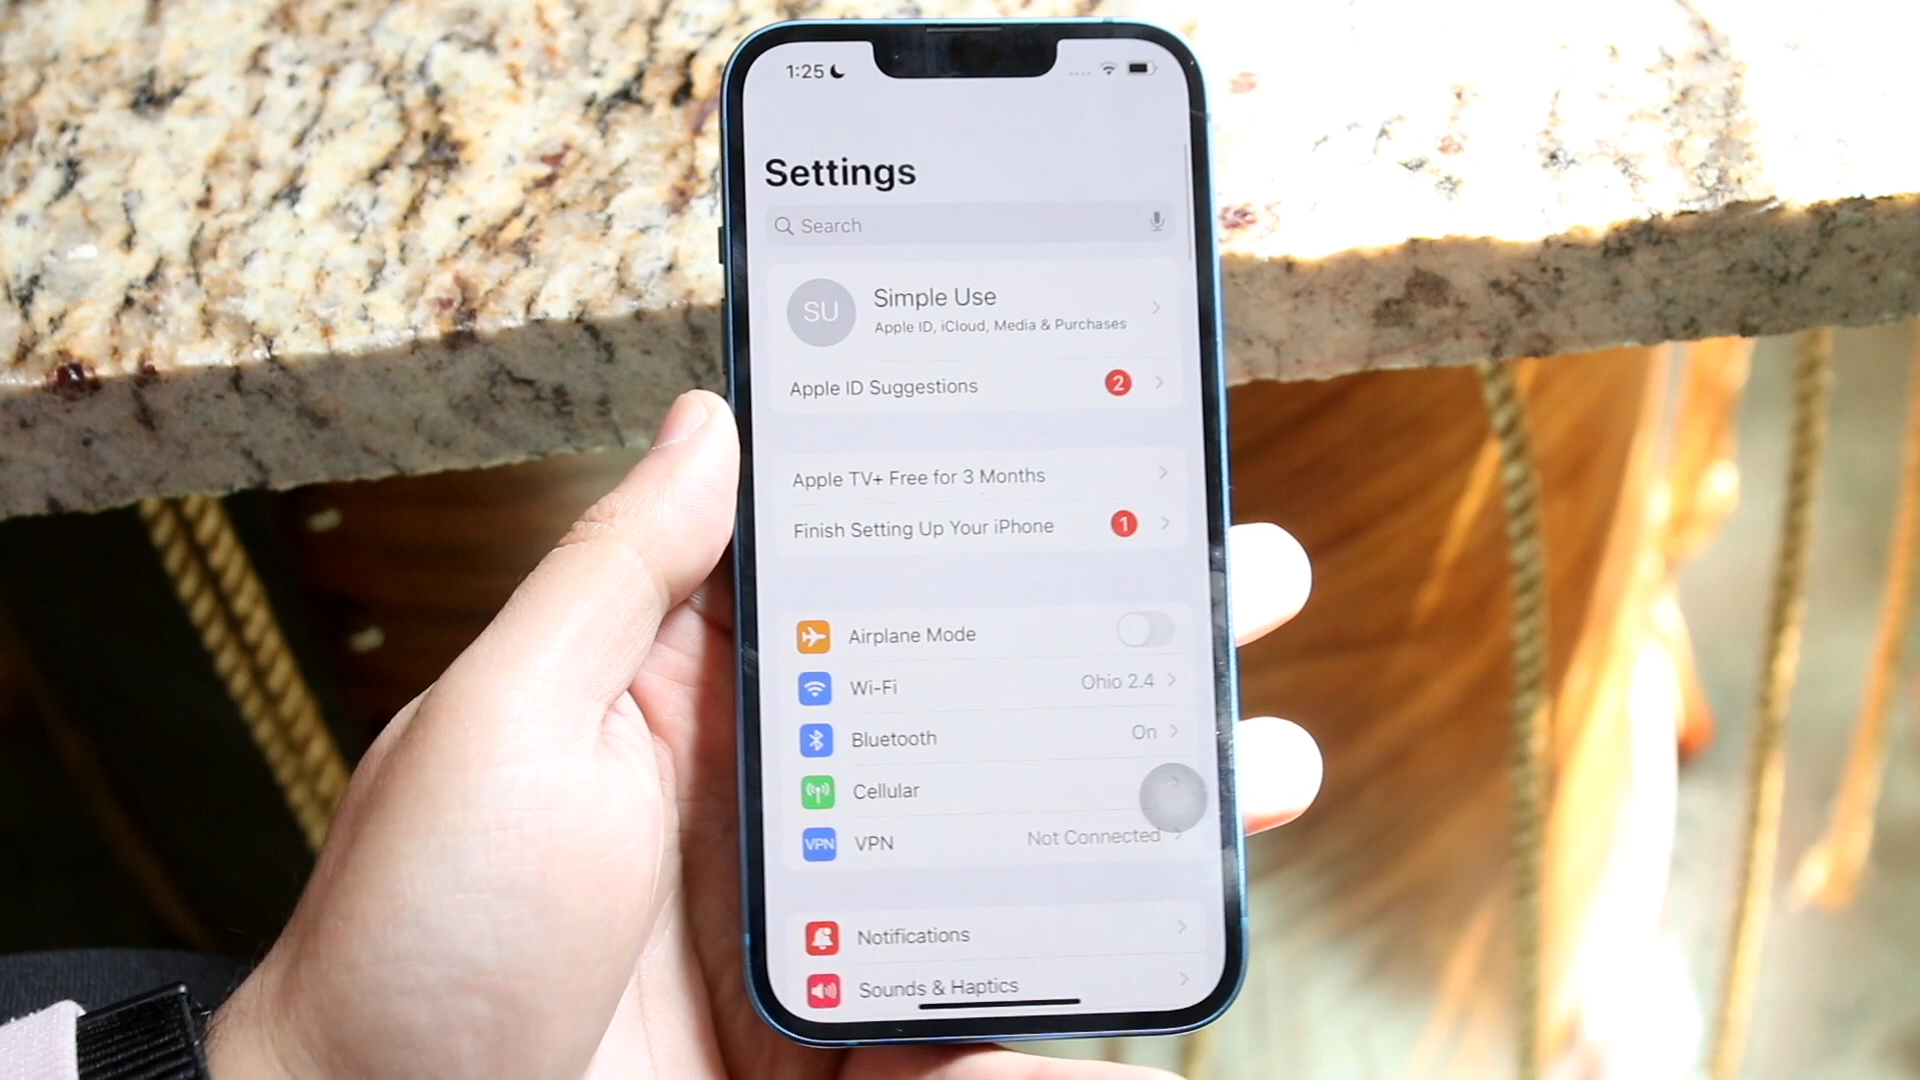 1:25
Settings
Search
SU
Simple Use
Apple ID, iCloud, Media & Purchases
Apple ID Suggestions 2
Apple TV+ Free for 3 Months
Finish Setting Up Your iPhone 1
Airplane Mode
Wi-Fi Ohio 2.4
Bluetooth On
Cellular
VPN VPN Not Connected
Notifications
Sounds & Haptics